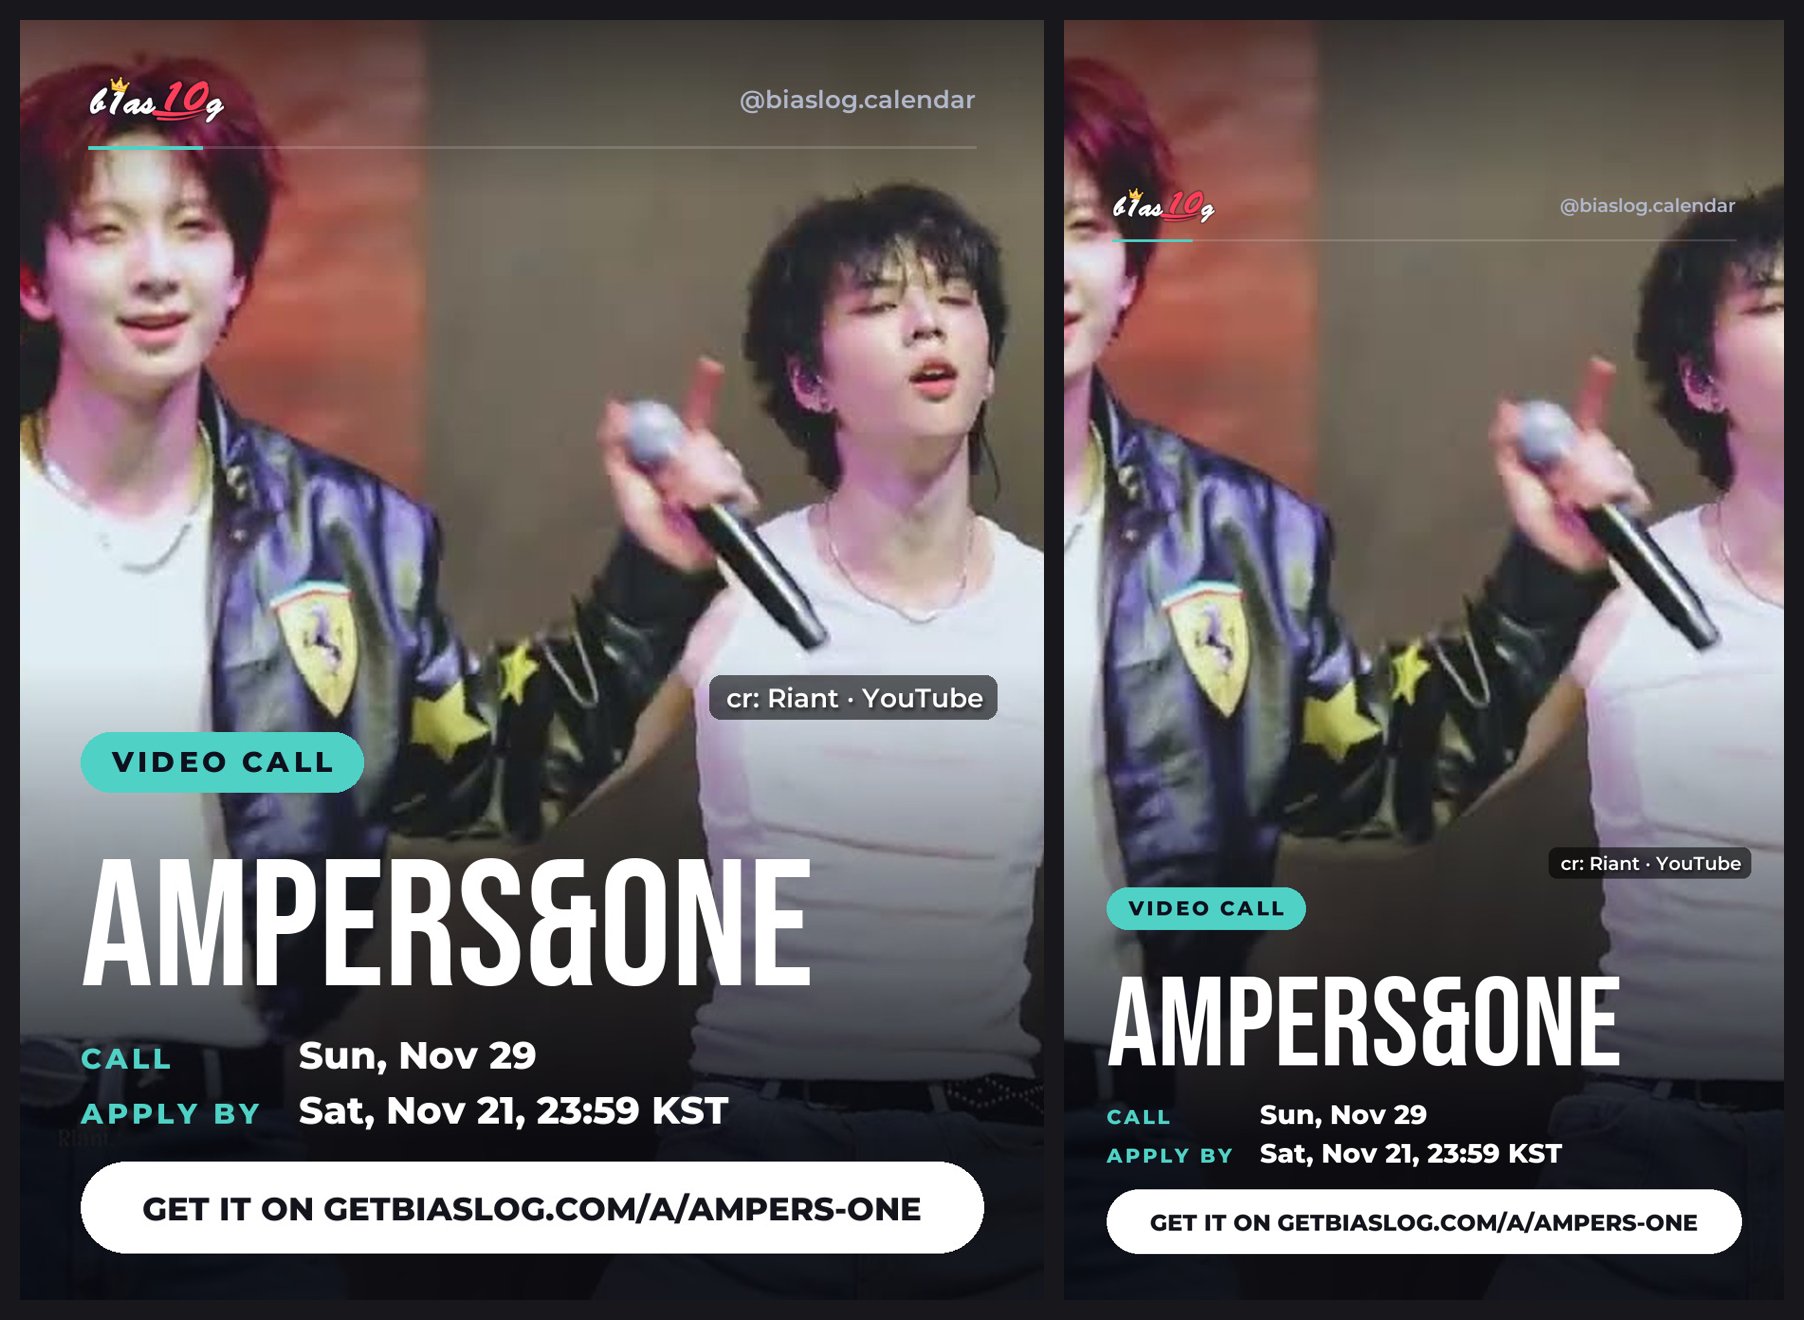 b1as10g
@biaslog.calendar
cr: Riant · YouTube
VIDEO CALL
AMPERS&ONE
CALL Sun, Nov 29
APPLY BY Sat, Nov 21, 23:59 KST
Riant
GET IT ON GETBIASLOG.COM/A/AMPERS-ONE
b1as10g
@biaslog.calendar
cr: Riant · YouTube
VIDEO CALL
AMPERS&ONE
CALL Sun, Nov 29
APPLY BY Sat, Nov 21, 23:59 KST
GET IT ON GETBIASLOG.COM/A/AMPERS-ONE